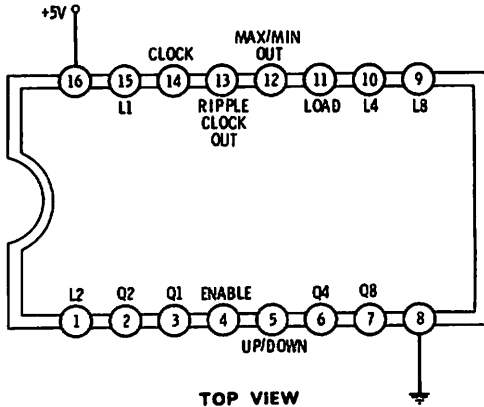 +5V
CLOCK
MAX/MIN
OUT
16 15 14 13 12 11 10 9
L1
RIPPLE
CLOCK
OUT
LOAD
L4
L8
L2
Q2
Q1
ENABLE
Q4
Q8
1 2 3 4 5 6 7 8
UP/DOWN
TOP VIEW